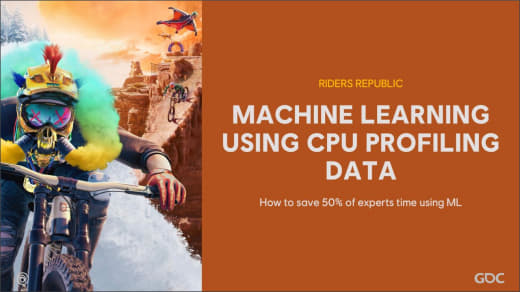 RIDERS REPUBLIC
MACHINE LEARNING
USING CPU PROFILING
DATA
How to save 50% of experts time using ML
GDC